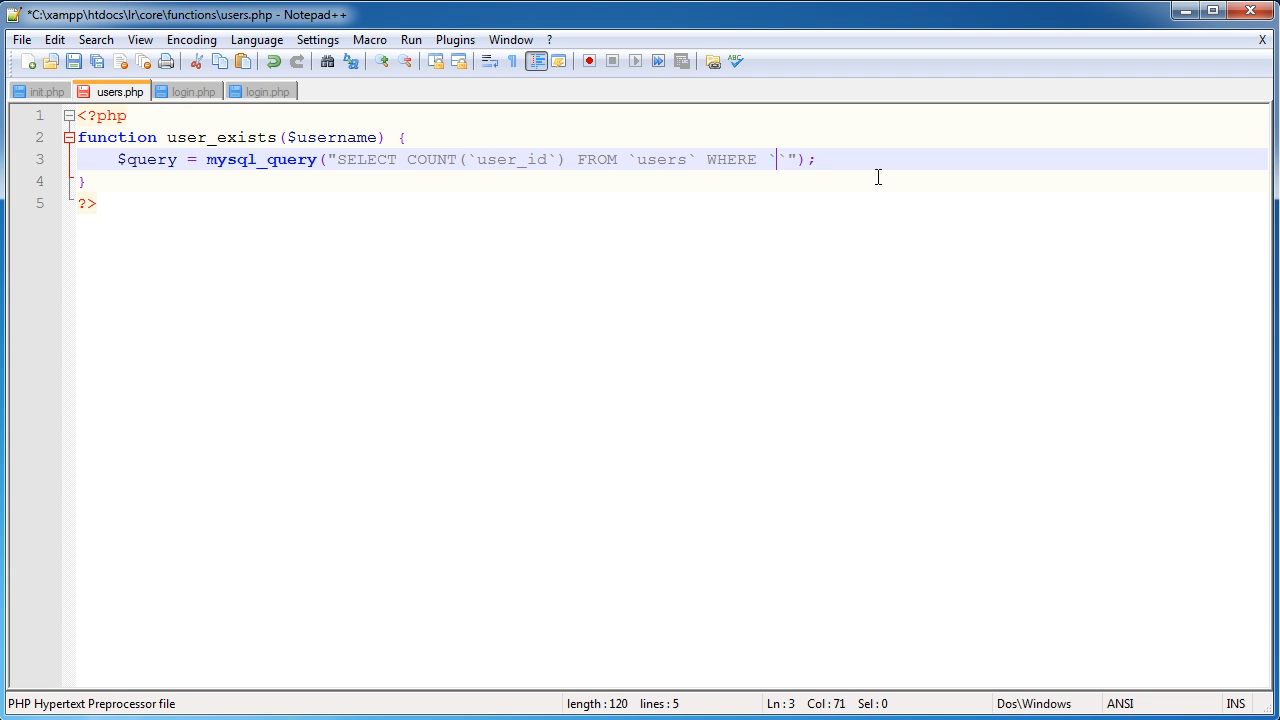 *C:\xampp\htdocs\lr\core\functions\users.php - Notepad++
File Edit Search View Encoding Language Settings Macro Run Plugins Window ? X
init.php users.php login.php login.php
1 <?php
2 function user_exists($username) {
3 $query = mysql_query("SELECT COUNT(`user_id`) FROM `users` WHERE ``");
4 }
5 ?>
PHP Hypertext Preprocessor file length : 120 lines : 5 Ln : 3 Col : 71 Sel : 0 Dos\Windows ANSI INS